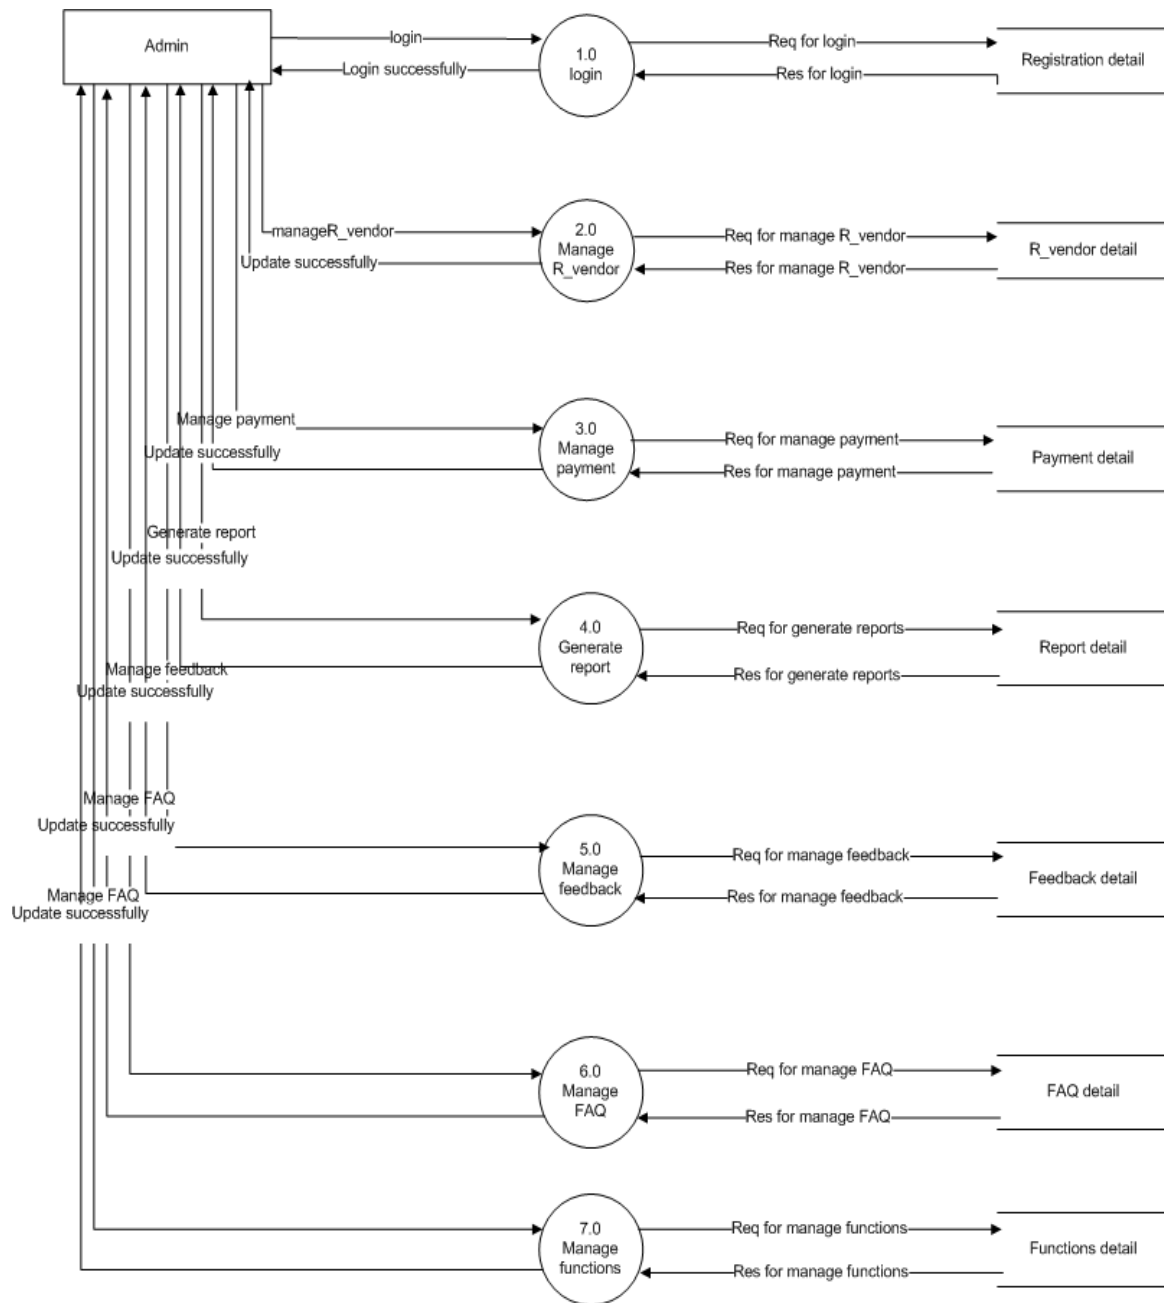 Admin
login
Login successfully
1.0
login
Req for login
Res for login
Registration detail
manageR_vendor
Update successfully
2.0
Manage
R_vendor
Req for manage R_vendor
Res for manage R_vendor
R_vendor detail
Manage payment
Update successfully
3.0
Manage
payment
Req for manage payment
Res for manage payment
Payment detail
Generate report
Update successfully
4.0
Generate
report
Req for generate reports
Res for generate reports
Report detail
Manage feedback
Update successfully
Manage FAQ
Update successfully
5.0
Manage
feedback
Req for manage feedback
Res for manage feedback
Feedback detail
Manage FAQ
Update successfully
6.0
Manage
FAQ
Req for manage FAQ
Res for manage FAQ
FAQ detail
7.0
Manage
functions
Req for manage functions
Res for manage functions
Functions detail